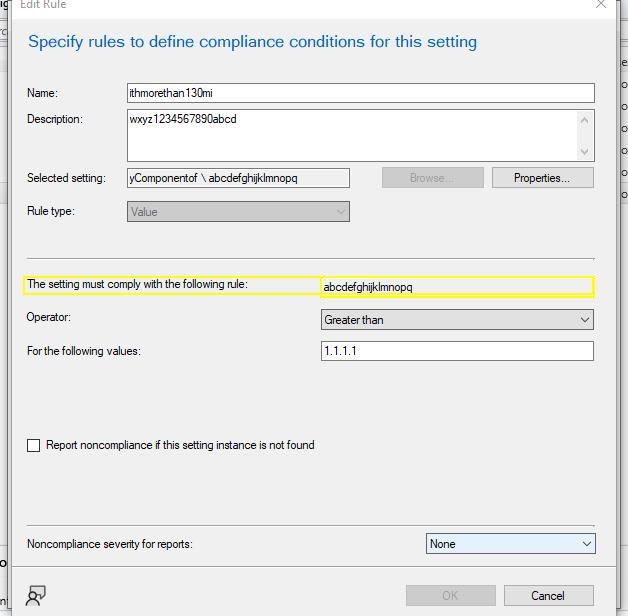 Edit Rule
Specify rules to define compliance conditions for this setting
Name: ithmorethan130mi
Description: wxyz1234567890abcd
Selected setting: yComponentof \ abcdefghijklmnopq Browse... Properties...
Rule type: Value
The setting must comply with the following rule: abcdefghijklmnopq
Operator: Greater than
For the following values: 1.1.1.1
Report noncompliance if this setting instance is not found
Noncompliance severity for reports: None
OK Cancel